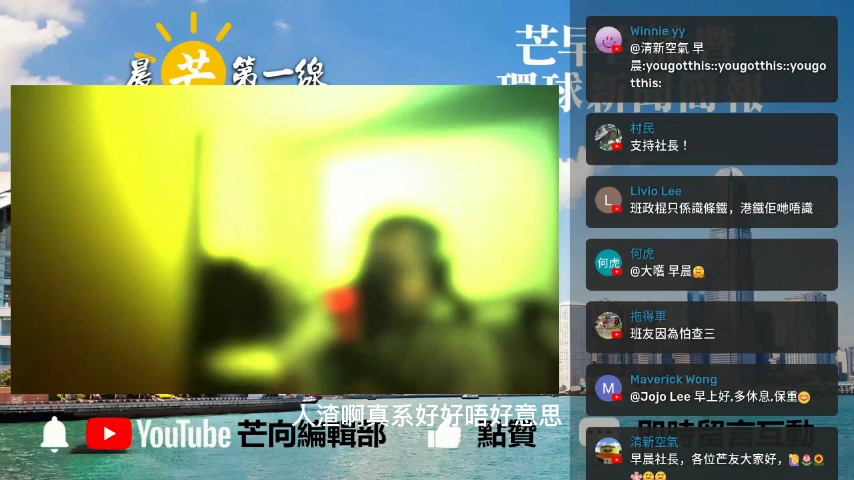 晨芒第一線
芒早
環球新聞簡報
Winnie yy
@清新空氣 早
晨:yougotthis::yougotthis::yougo
tthis:
村民
支持社長！
Livio Lee
L
班政棍只係識條鐵，港鐵佢哋唔識
何虎
何虎
@大嚿 早晨
拖得車
班友因為怕查三
Maverick Wong
M
@Jojo Lee 早上好,多休息,保重
清新空氣
早晨社長，各位芒友大家好，
人渣啊真系好好唔好意思
YouTube 芒向編輯部
點贊
即時留言互動